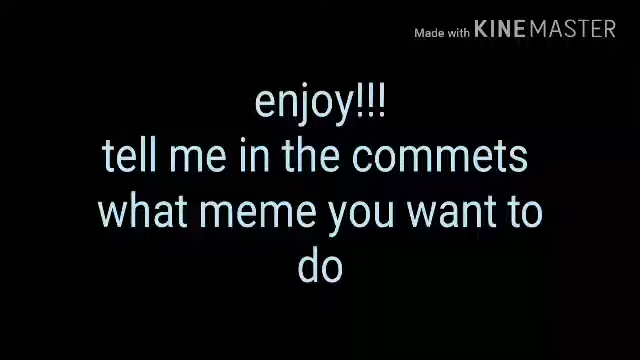 Made with KINEMASTER
enjoy!!!
tell me in the commets
what meme you want to
do